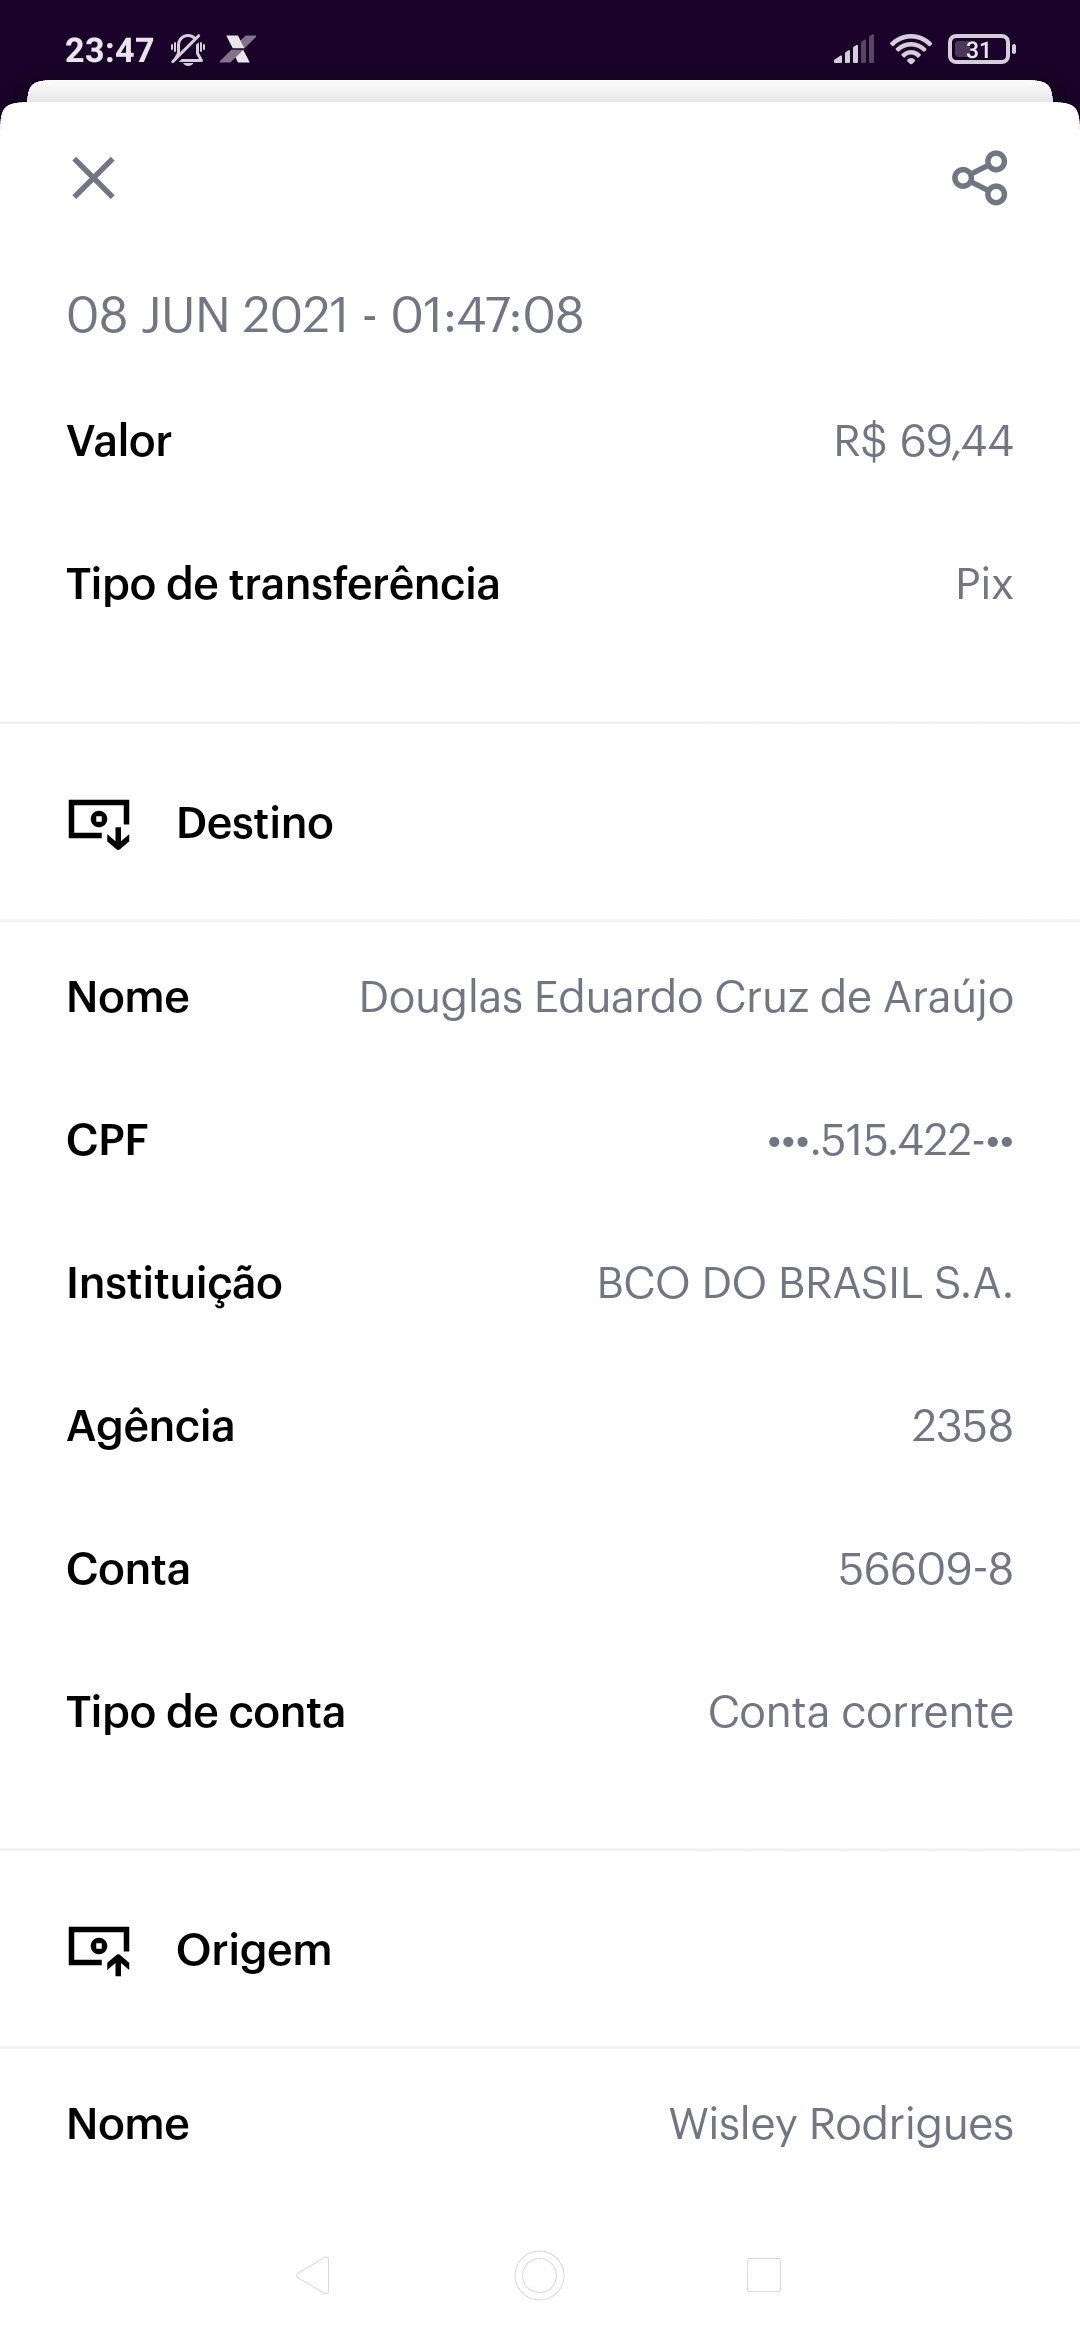 23:47
31
08 JUN 2021 - 01:47:08
Valor R$ 69,44
Tipo de transferência Pix
Destino
Nome Douglas Eduardo Cruz de Araújo
CPF •••.515.422-••
Instituição BCO DO BRASIL S.A.
Agência 2358
Conta 56609-8
Tipo de conta Conta corrente
Origem
Nome Wisley Rodrigues